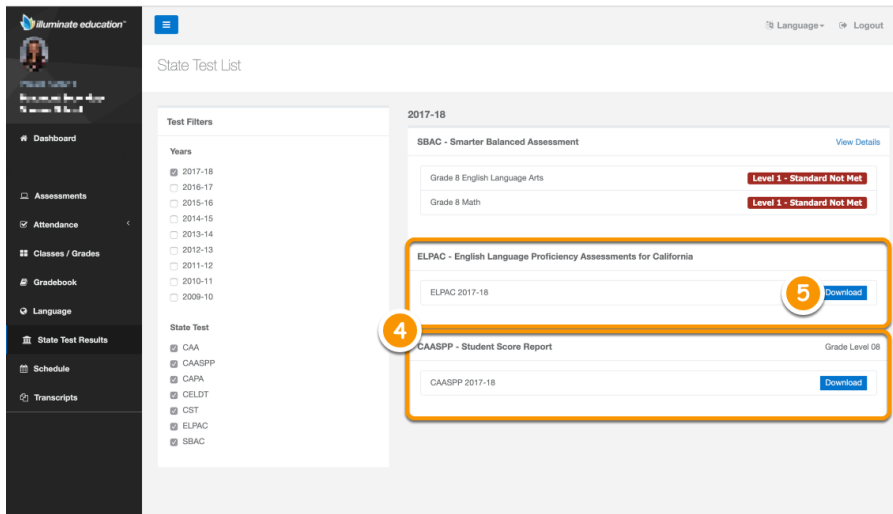 illuminate education™
Dashboard
Assessments
Attendance
Classes / Grades
Gradebook
Language
State Test Results
Schedule
Transcripts
Language
Logout
State Test List
Test Filters
Years
2017-18
2016-17
2015-16
2014-15
2013-14
2012-13
2011-12
2010-11
2009-10
State Test
CAA
CAASPP
CAPA
CELDT
CST
ELPAC
SBAC
2017-18
SBAC - Smarter Balanced Assessment View Details
Grade 8 English Language Arts Level 1 - Standard Not Met
Grade 8 Math Level 1 - Standard Not Met
ELPAC - English Language Proficiency Assessments for California
ELPAC 2017-18 5 Download
4
CAASPP - Student Score Report Grade Level 08
CAASPP 2017-18 Download